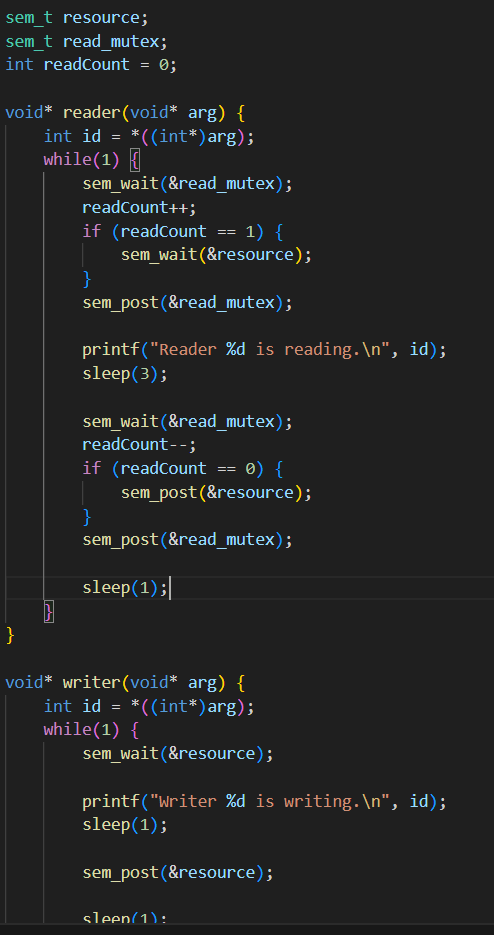 sem_t resource;
sem_t read_mutex;
int readCount = 0;

void* reader(void* arg) {
    int id = *((int*)arg);
    while(1) {
        sem_wait(&read_mutex);
        readCount++;
        if (readCount == 1) {
            sem_wait(&resource);
        }
        sem_post(&read_mutex);

        printf("Reader %d is reading.\n", id);
        sleep(3);

        sem_wait(&read_mutex);
        readCount--;
        if (readCount == 0) {
            sem_post(&resource);
        }
        sem_post(&read_mutex);

        sleep(1);
    }
}

void* writer(void* arg) {
    int id = *((int*)arg);
    while(1) {
        sem_wait(&resource);

        printf("Writer %d is writing.\n", id);
        sleep(1);

        sem_post(&resource);

        sleep(1);